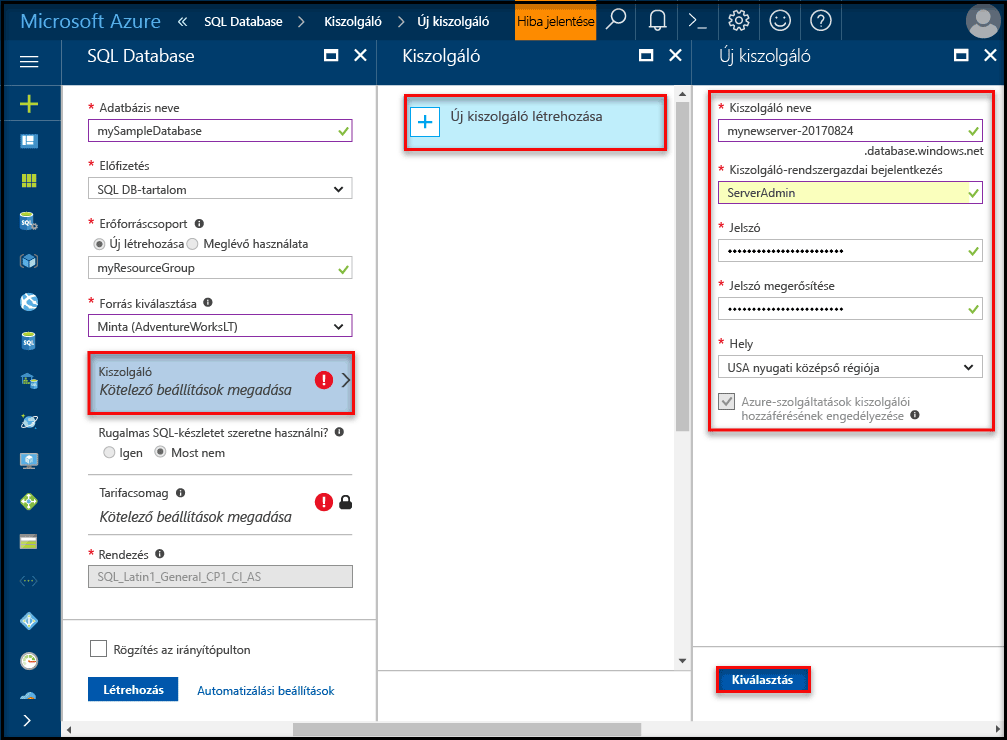 Microsoft Azure
SQL Database
Kiszolgáló
Új kiszolgáló
Hiba jelentése
SQL Database
* Adatbázis neve
mySampleDatabase
* Előfizetés
SQL DB-tartalom
* Erőforráscsoport
Új létrehozása Meglévő használata
myResourceGroup
* Forrás kiválasztása
Minta (AdventureWorksLT)
Kiszolgáló
Kötelező beállítások megadása
Rugalmas SQL-készletet szeretne használni?
Igen Most nem
Tarifacsomag
Kötelező beállítások megadása
* Rendezés
SQL_Latin1_General_CP1_CI_AS
Rögzítés az irányítópulton
Létrehozás
Automatizálási beállítások
Kiszolgáló
Új kiszolgáló létrehozása
Új kiszolgáló
* Kiszolgáló neve
mynewserver-20170824
.database.windows.net
* Kiszolgáló-rendszergazdai bejelentkezés
ServerAdmin
* Jelszó
* Jelszó megerősítése
* Hely
USA nyugati középső régiója
Azure-szolgáltatások kiszolgálói
hozzáférésének engedélyezése
Kiválasztás
SQL
SQL